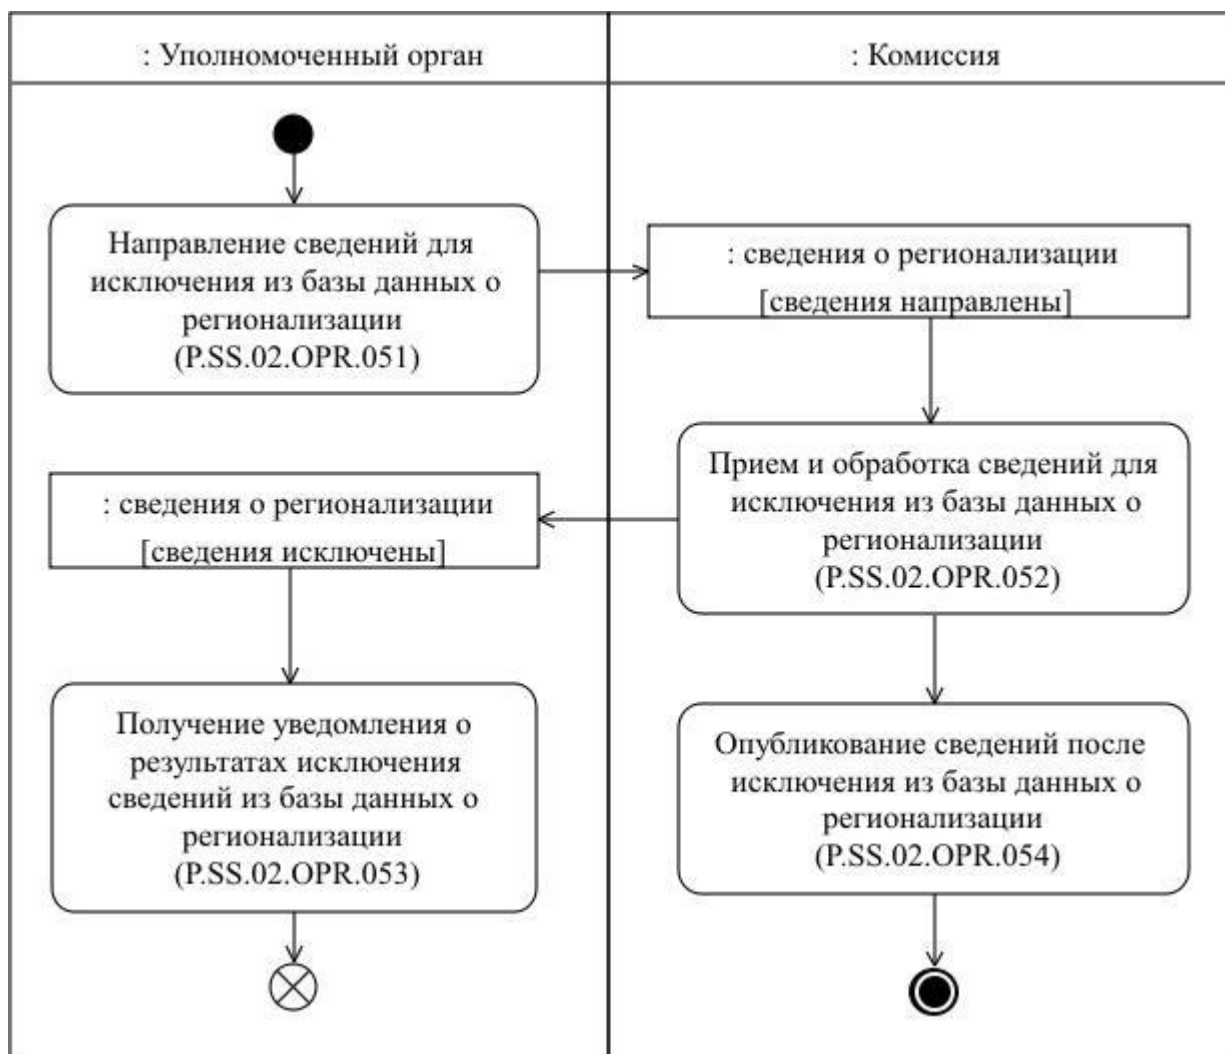 : Уполномоченный орган
: Комиссия
Направление сведений для
исключения из базы данных о
регионализации
(P.SS.02.OPR.051)
: сведения о регионализации
[сведения направлены]
Прием и обработка сведений для
исключения из базы данных о
регионализации
(P.SS.02.OPR.052)
: сведения о регионализации
[сведения исключены]
Получение уведомления о
результатах исключения
сведений из базы данных о
регионализации
(P.SS.02.OPR.053)
Опубликование сведений после
исключения из базы данных о
регионализации
(P.SS.02.OPR.054)